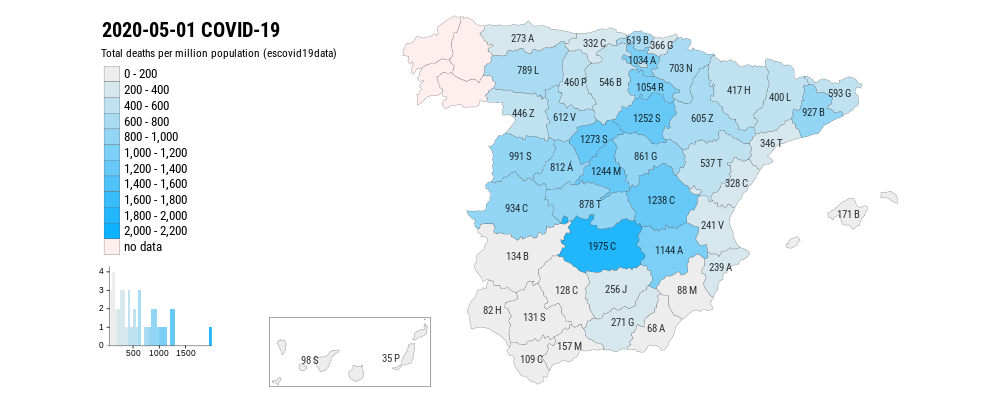 2020-05-01 COVID-19
Total deaths per million population (escovid19data)
0 - 200
200 - 400
400 - 600
600 - 800
800 - 1,000
1,000 - 1,200
1,200 - 1,400
1,400 - 1,600
1,600 - 1,800
1,800 - 2,000
2,000 - 2,200
no data
4
3
2
1
0
500 1000 1500
273 A
332 C
619 B
366 G
1034 A
789 L
460 P
546 B
703 N
1054 R
417 H
400 L
593 G
927 B
446 Z
612 V
1252 S
605 Z
346 T
1273 S
991 S
812 Á
1244 M
861 G
537 T
328 C
934 C
878 T
1238 C
171 B
241 V
134 B
1975 C
1144 A
239 A
128 C
256 J
88 M
82 H
131 S
271 G
68 A
157 M
109 C
98 S
35 P